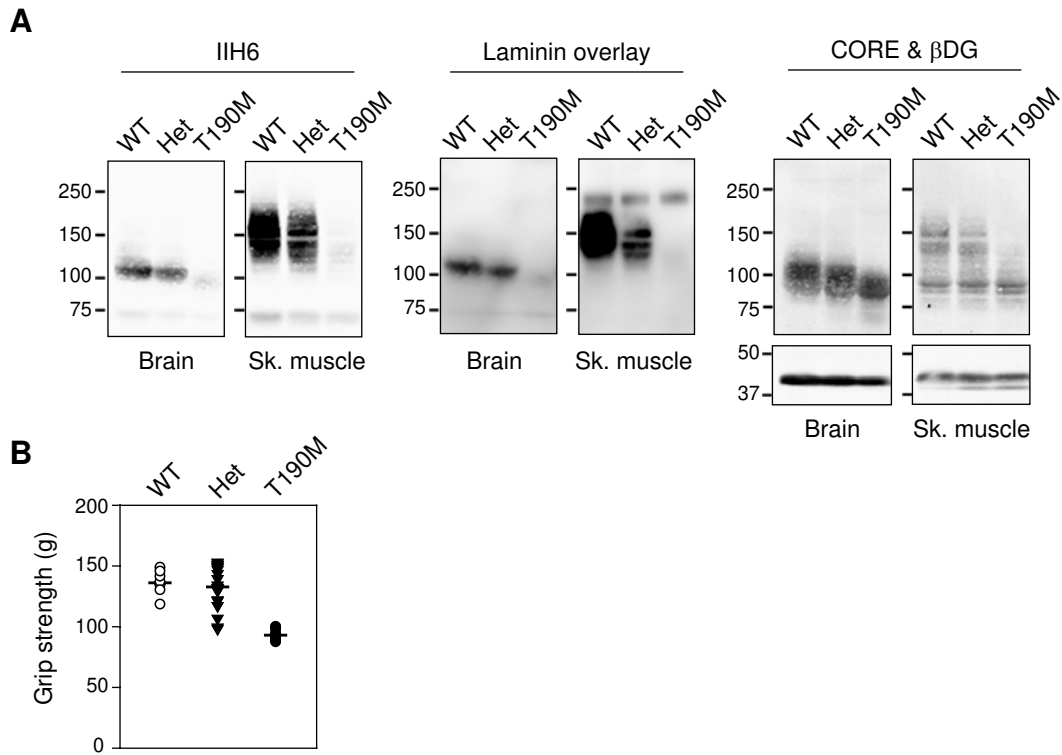 A
IIH6
Laminin overlay
CORE & βDG
WT Het T190M WT Het T190M
WT Het T190M WT Het T190M
WT Het T190M WT Het T190M
250
150
100
75
250
150
100
75
250
150
100
75
50
37
Brain
Sk. muscle
Brain
Sk. muscle
Brain
Sk. muscle
B
WT Het T190M
Grip strength (g)
200
150
100
50
0